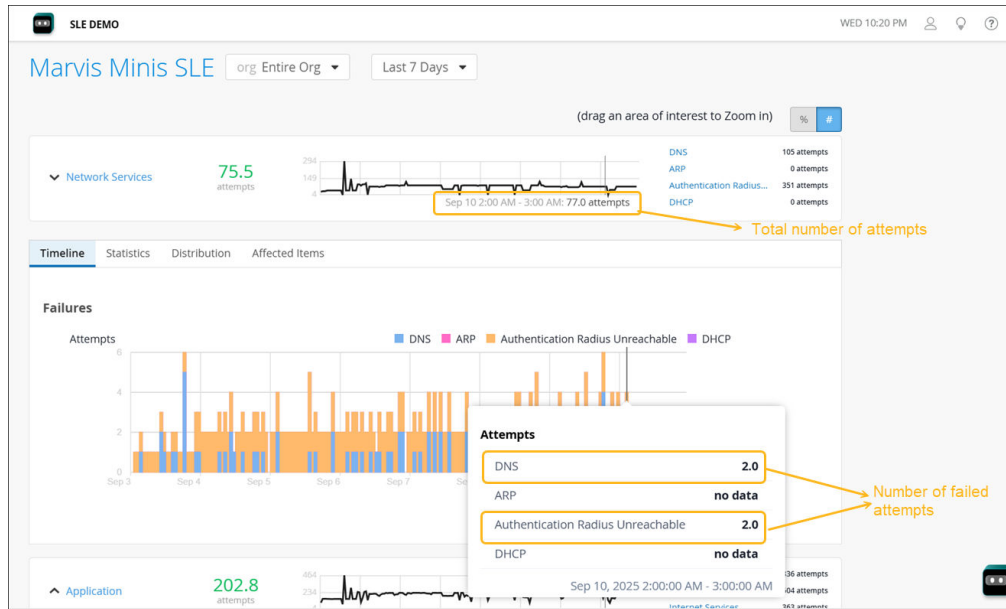 SLE DEMO
WED 10:20 PM
?
Marvis Minis SLE
org Entire Org
Last 7 Days
(drag an area of interest to Zoom in)
% #
Network Services
75.5
attempts
294
149
4
Sep 10 2:00 AM - 3:00 AM: 77.0 attempts
DNS 105 attempts
ARP 0 attempts
Authentication Radius... 351 attempts
DHCP 0 attempts
Total number of attempts
Timeline Statistics Distribution Affected Items
Failures
Attempts
DNS ARP Authentication Radius Unreachable DHCP
6
4
2
0
Sep 3 Sep 4 Sep 5 Sep 6 Sep 7
Attempts
DNS 2.0
ARP no data
Authentication Radius Unreachable 2.0
DHCP no data
Sep 10, 2025 2:00:00 AM - 3:00:00 AM
Number of failed
attempts
Application
202.8
attempts
464
234
attempts
attempts
Internet Services 363 attempts